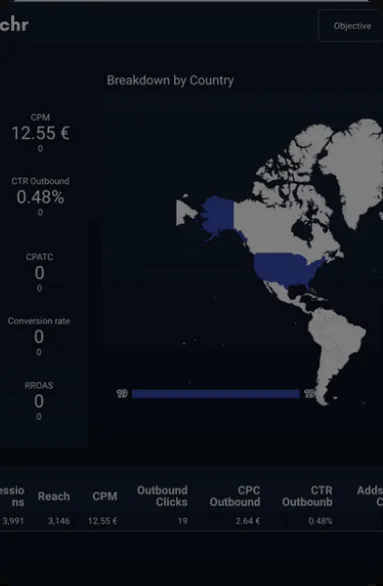 chr
Objective
Breakdown by Country
CPM
12.55 €
0
CTR Outbound
0.48%
0
CPATC
0
0
Conversion rate
0
0
RROAS
0
0
19 19
essio
ns Reach CPM Outbound
Clicks CPC
Outbound CTR
Outbounb Adds
C
3,991 3,146 12.55 € 19 2.64 € 0.48%